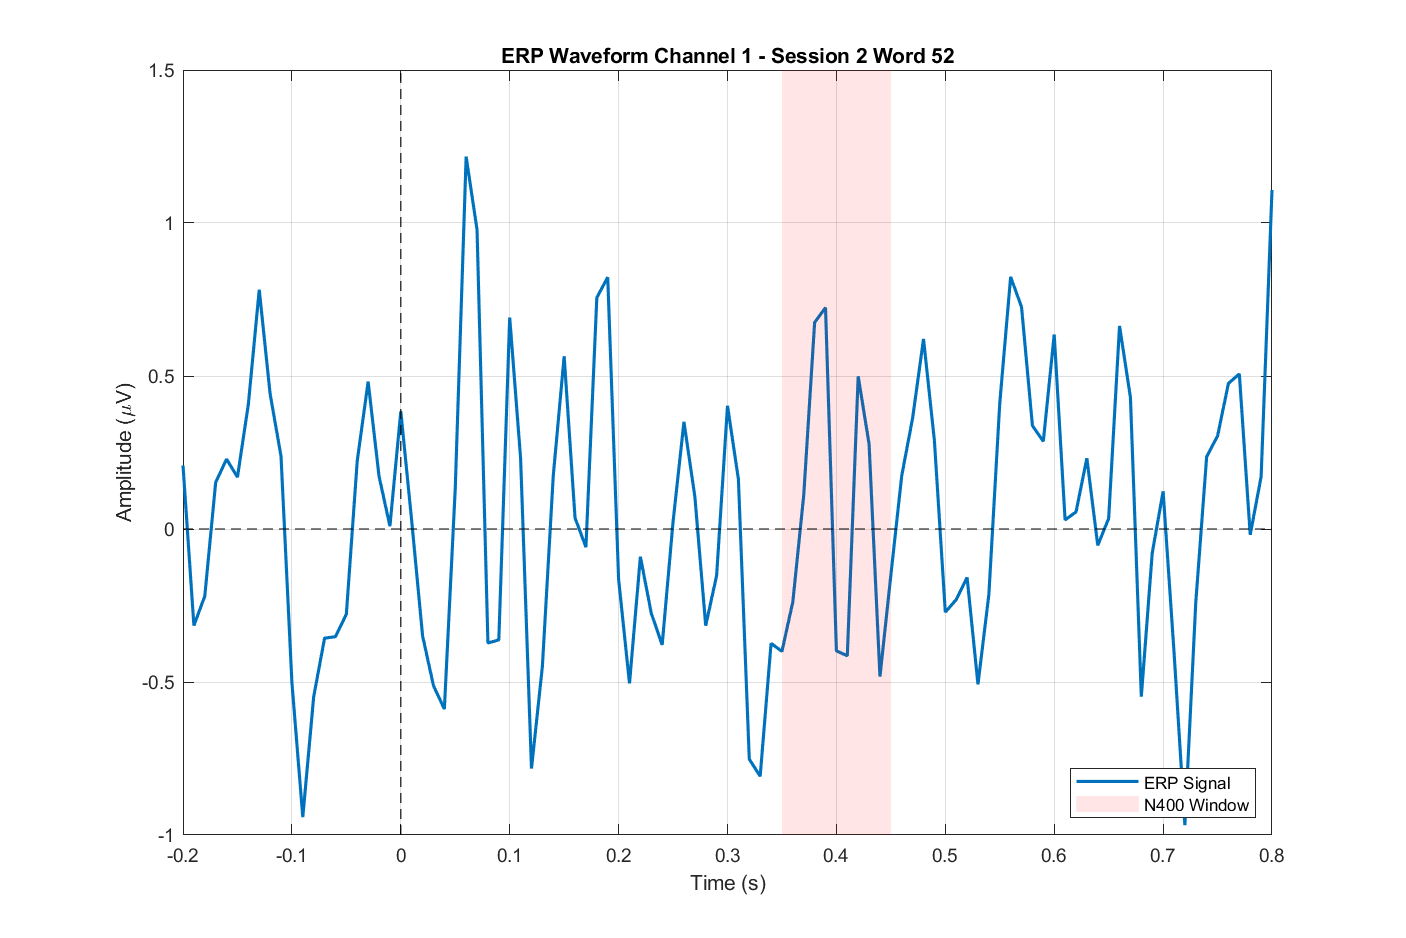 ERP Waveform Channel 1 - Session 2 Word 52
1.5
1
0.5
0
-0.5
-1
Amplitude (μV)
-0.2 -0.1 0 0.1 0.2 0.3 0.4 0.5 0.6 0.7 0.8
Time (s)
ERP Signal
N400 Window